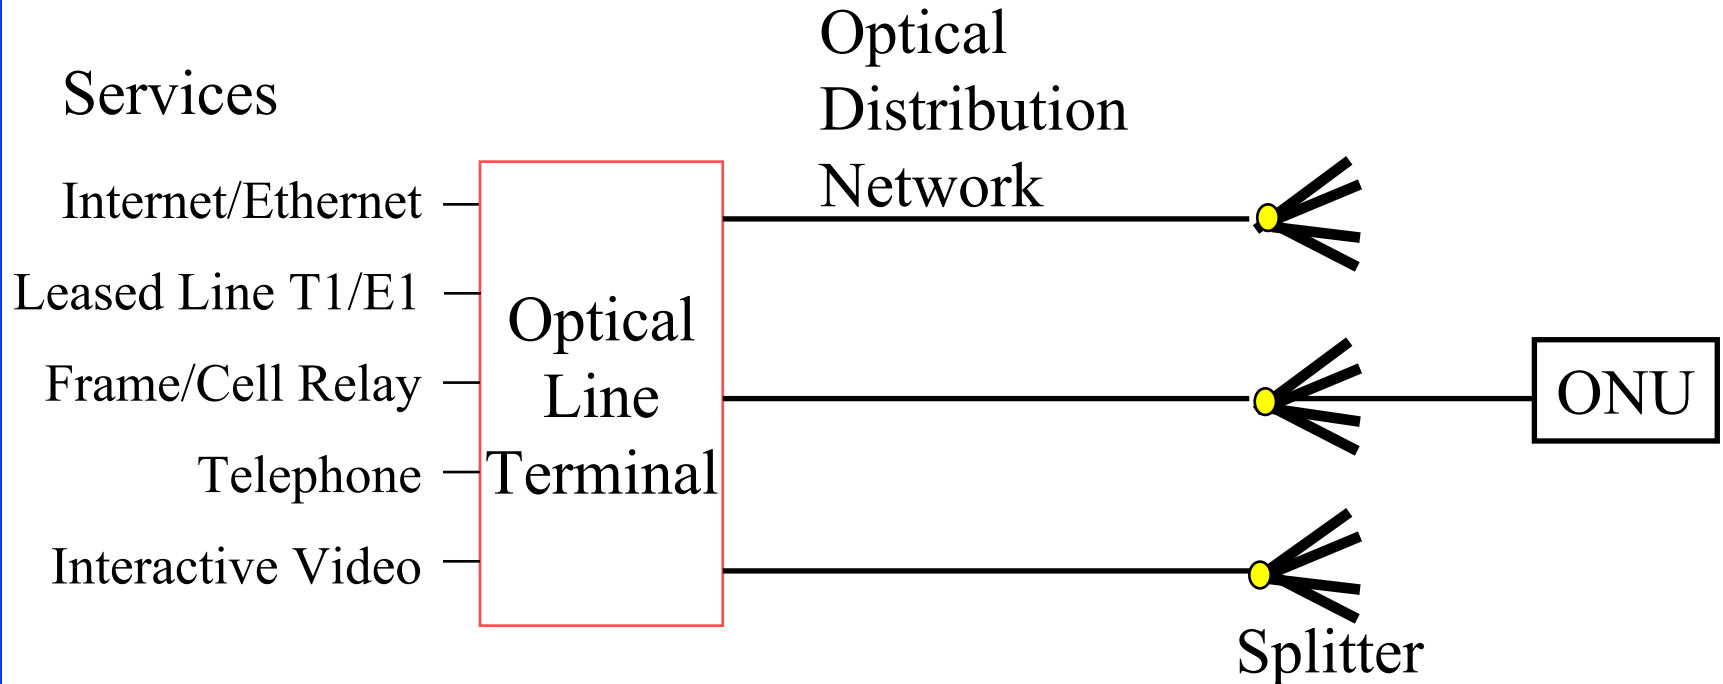 Services
Internet/Ethernet
Leased Line T1/E1
Frame/Cell Relay
Telephone
Interactive Video
Optical
Line
Terminal
Optical
Distribution
Network
Splitter
ONU